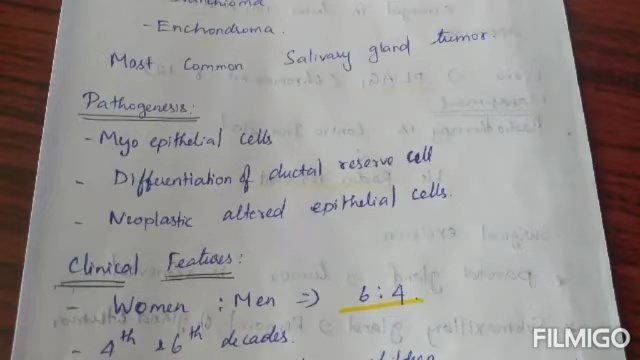 - Enchondroma.
Most Common Salivary gland tumor:
Pathogenesis:
- Myo epithelial cells
- Differentiation of ductal reserve cell
- Neoplastic altered epithelial cells.
Clinical Features:
- Women : Men => 6:4.
- 4th & 6th decades.
FILMIGO